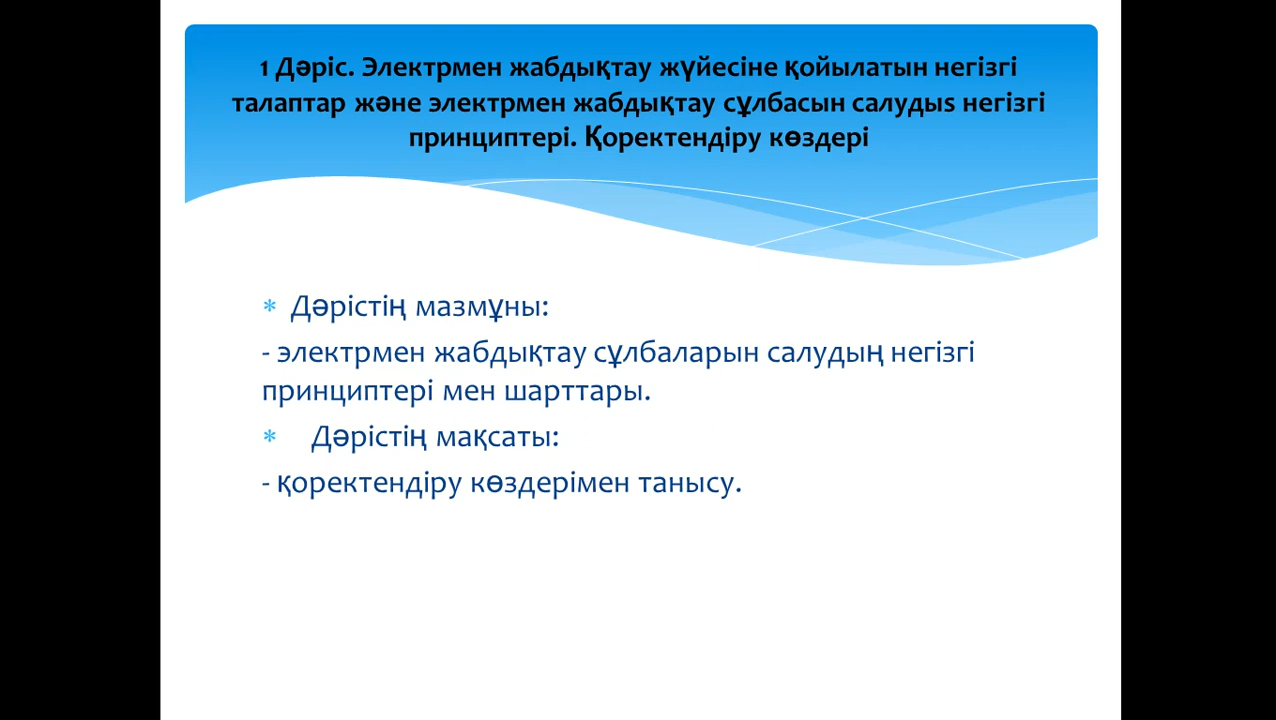 1 Дәріс. Электрмен жабдықтау жүйесіне қойылатын негізгі
талаптар және электрмен жабдықтау сұлбасын салудыѕ негізгі
принциптері. Қоректендіру көздері
* Дәрістің мазмұны:
- электрмен жабдықтау сұлбаларын салудың негізгі
принциптері мен шарттары.
* Дәрістің мақсаты:
- қоректендіру көздерімен танысу.